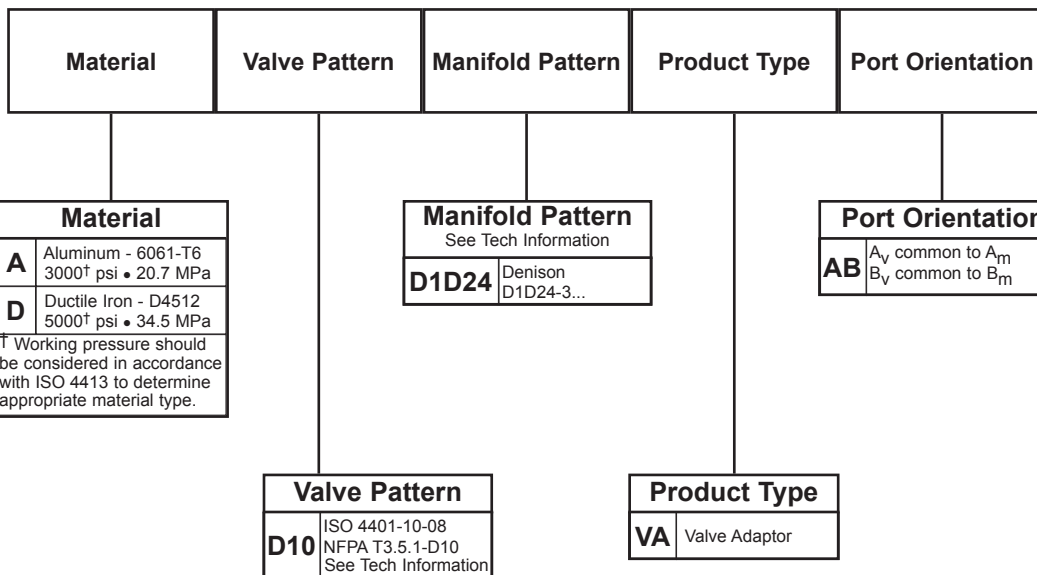 Material
Valve Pattern
Manifold Pattern
Product Type
Port Orientation
Material
A
Aluminum - 6061-T6
3000† psi • 20.7 MPa
D
Ductile Iron - D4512
5000† psi • 34.5 MPa
† Working pressure should
be considered in accordance
with ISO 4413 to determine
appropriate material type.
Manifold Pattern
See Tech Information
D1D24
Denison
D1D24-3...
Port Orientation
AB
Av common to Am
Bv common to Bm
Valve Pattern
D10
ISO 4401-10-08
NFPA T3.5.1-D10
See Tech Information
Product Type
VA
Valve Adaptor